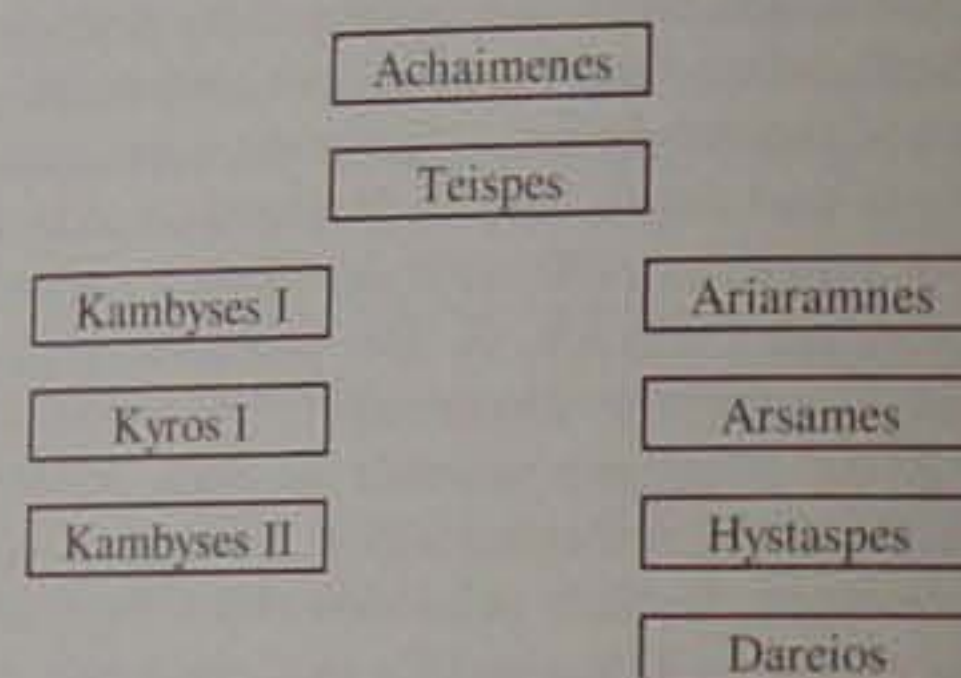 Achaimenes
Teispes
Kambyses I
Ariaramnes
Kyros I
Arsames
Kambyses II
Hystaspes
Dareios